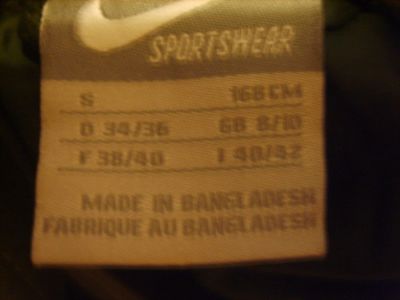 SPORTSWEAR
S 168 CM
D 34/36 GB 8/10
F 38/40 I 40/42
MADE IN BANGLADESH
FABRIQUE AU BANGLADESH